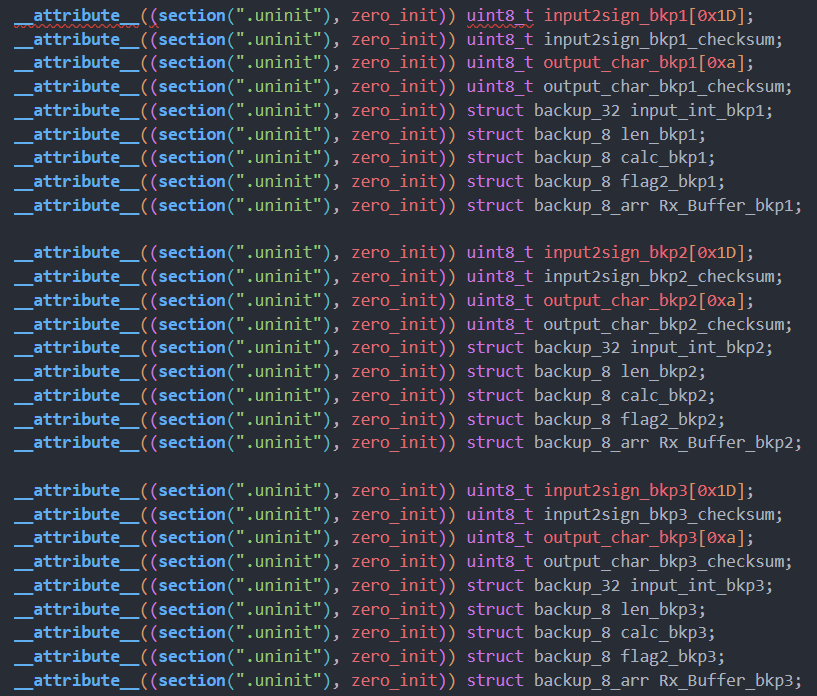 __attribute__((section(".uninit"), zero_init)) uint8_t input2sign_bkp1[0x1D];
__attribute__((section(".uninit"), zero_init)) uint8_t input2sign_bkp1_checksum;
__attribute__((section(".uninit"), zero_init)) uint8_t output_char_bkp1[0xa];
__attribute__((section(".uninit"), zero_init)) uint8_t output_char_bkp1_checksum;
__attribute__((section(".uninit"), zero_init)) struct backup_32 input_int_bkp1;
__attribute__((section(".uninit"), zero_init)) struct backup_8 len_bkp1;
__attribute__((section(".uninit"), zero_init)) struct backup_8 calc_bkp1;
__attribute__((section(".uninit"), zero_init)) struct backup_8 flag2_bkp1;
__attribute__((section(".uninit"), zero_init)) struct backup_8_arr Rx_Buffer_bkp1;

__attribute__((section(".uninit"), zero_init)) uint8_t input2sign_bkp2[0x1D];
__attribute__((section(".uninit"), zero_init)) uint8_t input2sign_bkp2_checksum;
__attribute__((section(".uninit"), zero_init)) uint8_t output_char_bkp2[0xa];
__attribute__((section(".uninit"), zero_init)) uint8_t output_char_bkp2_checksum;
__attribute__((section(".uninit"), zero_init)) struct backup_32 input_int_bkp2;
__attribute__((section(".uninit"), zero_init)) struct backup_8 len_bkp2;
__attribute__((section(".uninit"), zero_init)) struct backup_8 calc_bkp2;
__attribute__((section(".uninit"), zero_init)) struct backup_8 flag2_bkp2;
__attribute__((section(".uninit"), zero_init)) struct backup_8_arr Rx_Buffer_bkp2;

__attribute__((section(".uninit"), zero_init)) uint8_t input2sign_bkp3[0x1D];
__attribute__((section(".uninit"), zero_init)) uint8_t input2sign_bkp3_checksum;
__attribute__((section(".uninit"), zero_init)) uint8_t output_char_bkp3[0xa];
__attribute__((section(".uninit"), zero_init)) uint8_t output_char_bkp3_checksum;
__attribute__((section(".uninit"), zero_init)) struct backup_32 input_int_bkp3;
__attribute__((section(".uninit"), zero_init)) struct backup_8 len_bkp3;
__attribute__((section(".uninit"), zero_init)) struct backup_8 calc_bkp3;
__attribute__((section(".uninit"), zero_init)) struct backup_8 flag2_bkp3;
__attribute__((section(".uninit"), zero_init)) struct backup_8_arr Rx_Buffer_bkp3;